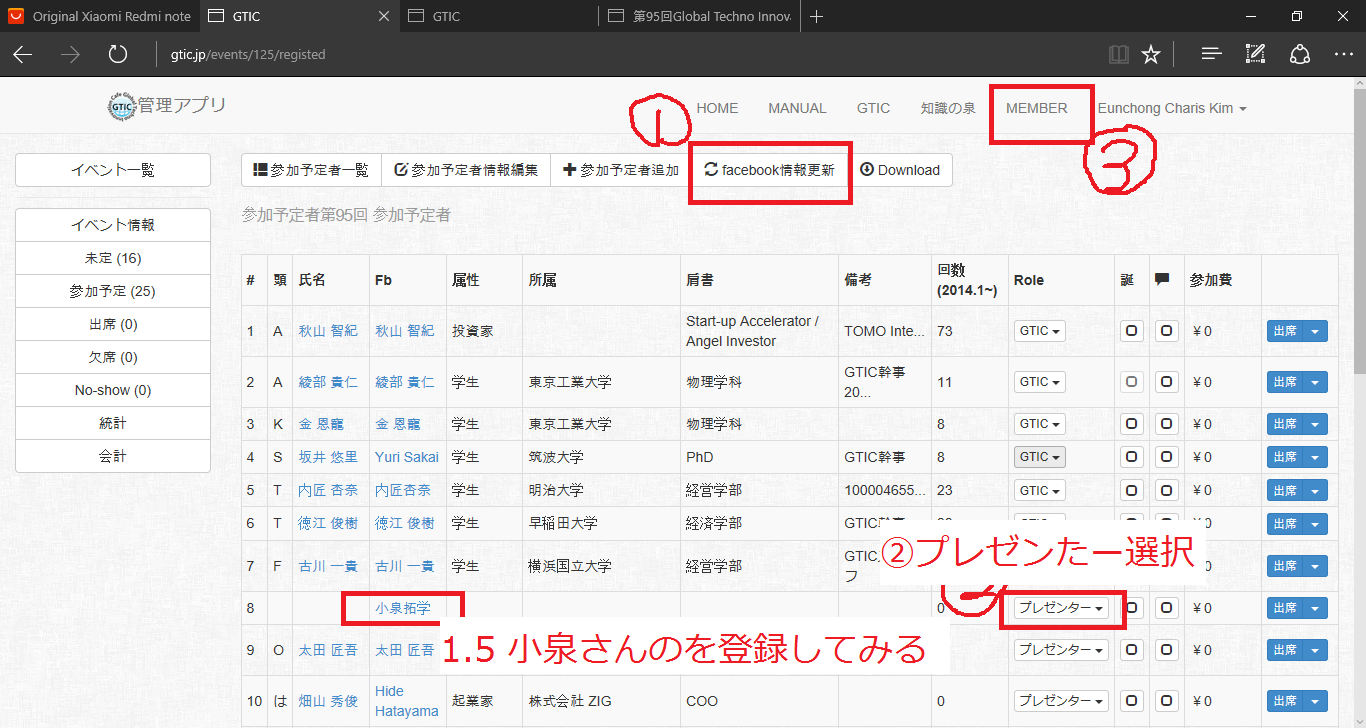 Original Xiaomi Redmi note
GTIC
GTIC
第95回Global Techno Innov
gtic.jp/events/125/registed
GTIC 管理アプリ
HOME MANUAL GTIC 知識の泉 MEMBER Eunchong Charis Kim
① ③
イベント一覧
参加予定者一覧 参加予定者情報編集 参加予定者追加 facebook情報更新 Download
参加予定者第95回 参加予定者
イベント情報
未定 (16)
参加予定 (25)
出席 (0)
欠席 (0)
No-show (0)
統計
会計
# 頭 氏名 Fb 属性 所属 肩書 備考 回数 (2014.1~) Role 誕 参加費
1 A 秋山 智紀 秋山 智紀 投資家 Start-up Accelerator / Angel Investor TOMO Inte... 73 GTIC ¥ 0 出席
2 A 綾部 貴仁 綾部 貴仁 学生 東京工業大学 物理学科 GTIC幹事 20... 11 GTIC ¥ 0 出席
3 K 金 恩寵 金 恩寵 学生 東京工業大学 物理学科 8 GTIC ¥ 0 出席
4 S 坂井 悠里 Yuri Sakai 学生 筑波大学 PhD GTIC幹事 8 GTIC ¥ 0 出席
5 T 内匠 杏奈 内匠杏奈 学生 明治大学 経営学部 100004655... 23 GTIC ¥ 0 出席
6 T 徳江 俊樹 徳江 俊樹 学生 早稲田大学 経済学部 GTIC幹事 0 出席
7 F 古川 一貴 古川 一貴 学生 横浜国立大学 経営学部 GTIC フ 0 出席
②プレゼンたー選択
8 小泉祐学 0 プレゼンター ¥ 0 出席
9 O 太田 匠吾 太田 匠吾 プレゼンター ¥ 0 出席
1.5 小泉さんのを登録してみる
10 は 畑山 秀俊 Hide Hatayama 起業家 株式会社 ZIG COO 0 プレゼンター ¥ 0 出席